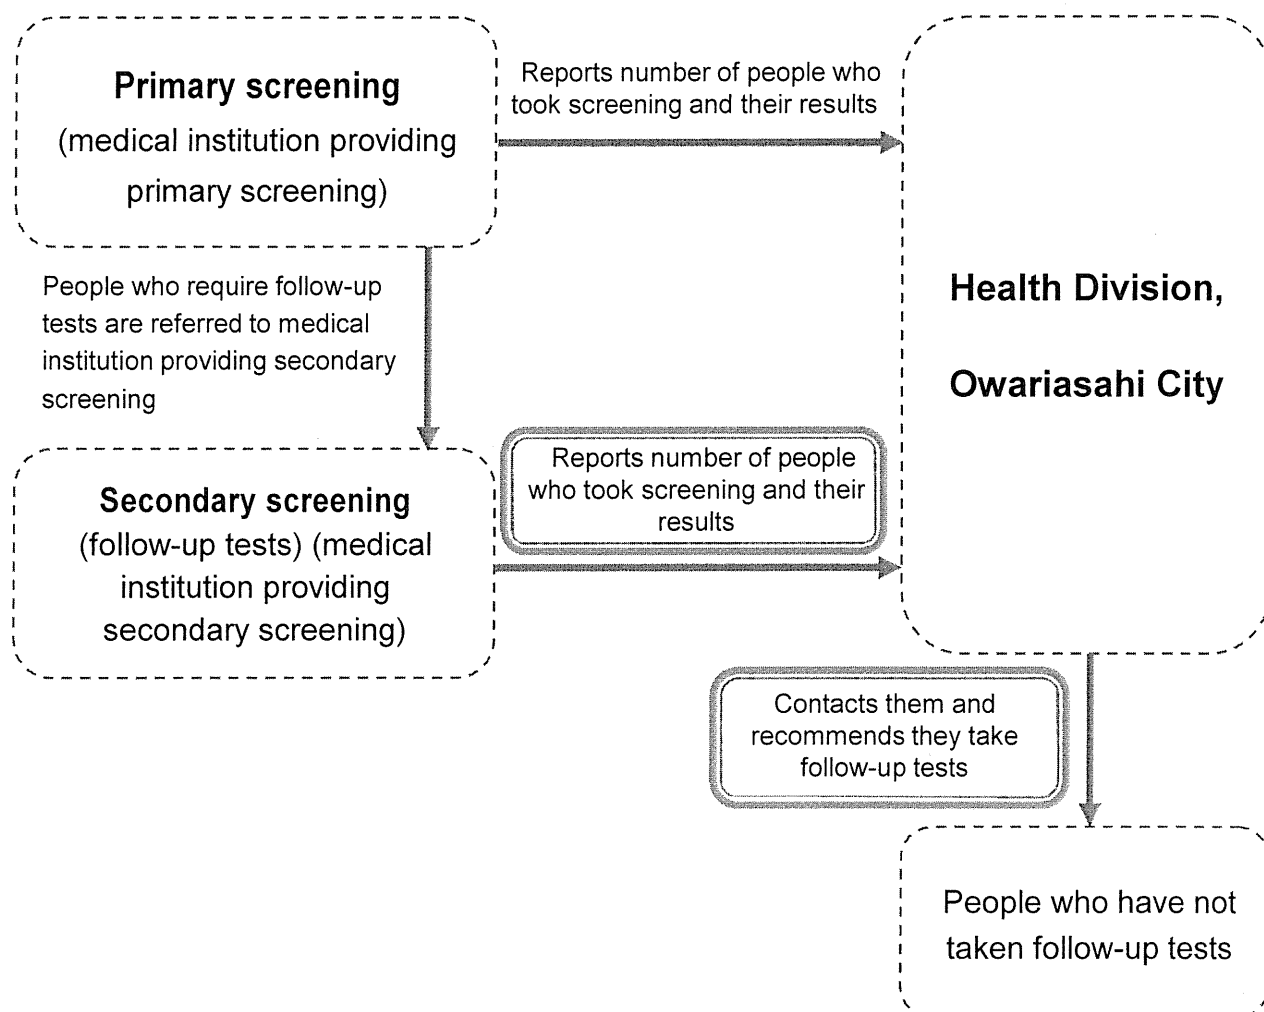 Primary screening
(medical institution providing
primary screening)
Reports number of people who
took screening and their results
People who require follow-up
tests are referred to medical
institution providing secondary
screening
Health Division,
Owariasahi City
Secondary screening
(follow-up tests) (medical
institution providing
secondary screening)
Reports number of people
who took screening and their
results
Contacts them and
recommends they take
follow-up tests
People who have not
taken follow-up tests